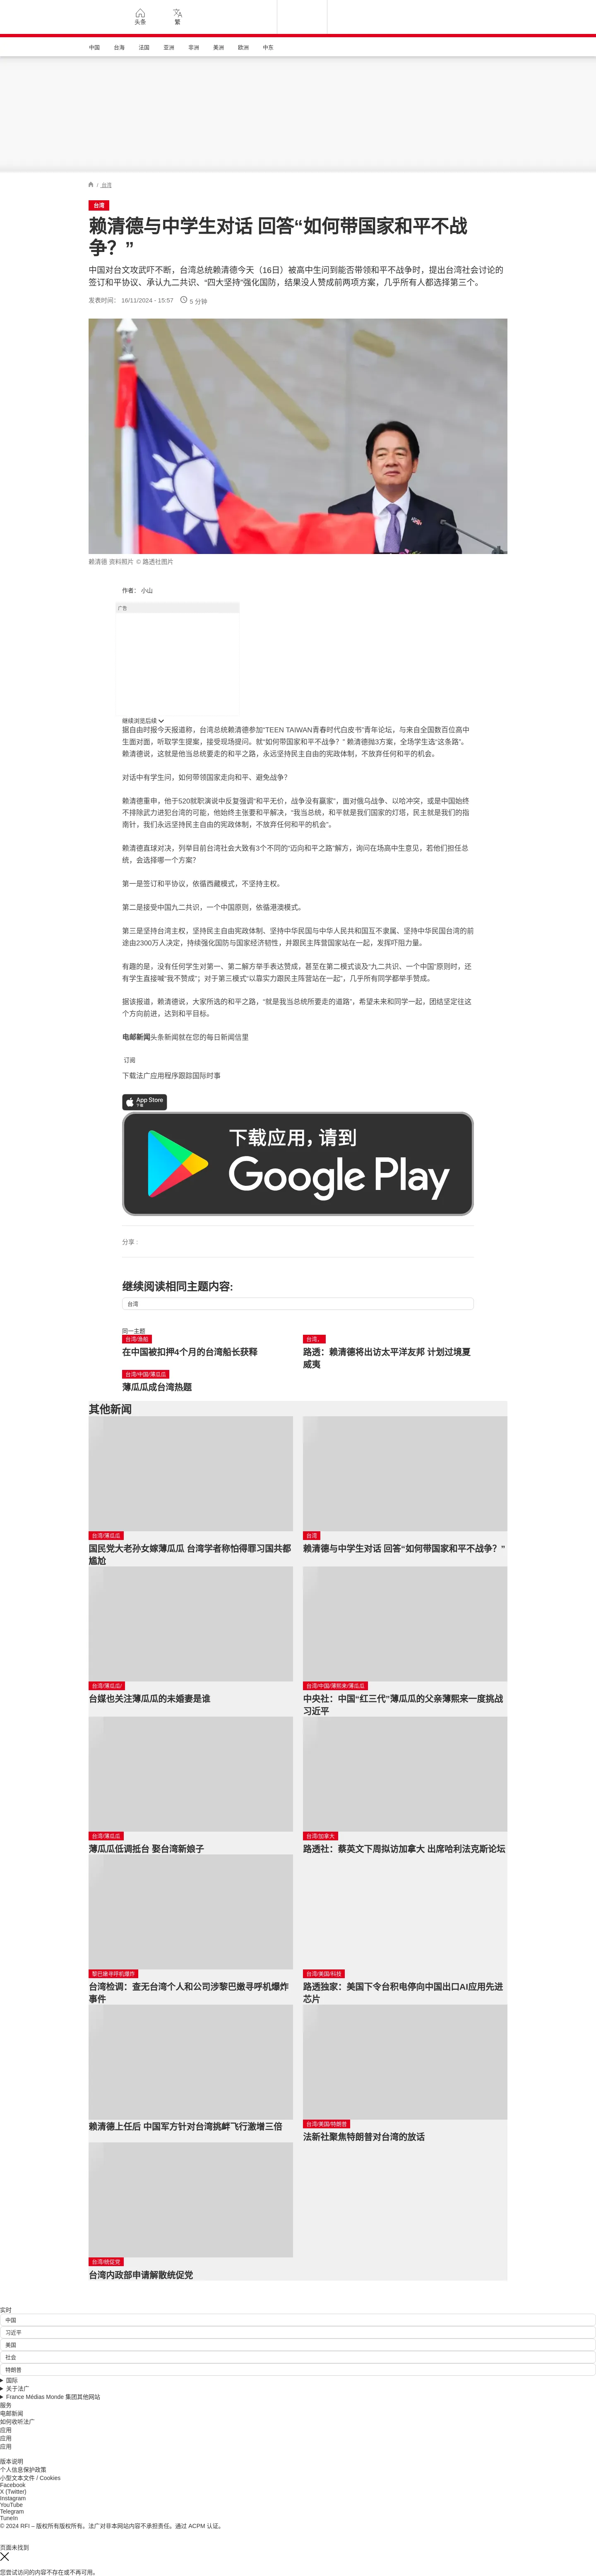 头条
繁
中国
台海
法国
亚洲
非洲
美洲
欧洲
中东
/ 台湾
台湾
赖清德与中学生对话 回答“如何带国家和平不战
争？”
中国对台文攻武吓不断，台湾总统赖清德今天（16日）被高中生问到能否带领和平不战争时，提出台湾社会讨论的
签订和平协议、承认九二共识、“四大坚持”强化国防，结果没人赞成前两项方案，几乎所有人都选择第三个。
发表时间： 16/11/2024 - 15:57 5 分钟
赖清德 资料照片 © 路透社图片
作者： 小山
广告
继续浏览后续
据自由时报今天报道称，台湾总统赖清德参加“TEEN TAIWAN青春时代白皮书”青年论坛，与来自全国数百位高中
生面对面，听取学生提案，接受现场提问。就“如何带国家和平不战争？” 赖清德抛3方案，全场学生选“这条路”。
赖清德说，这就是他当总统要走的和平之路，永远坚持民主自由的宪政体制，不放弃任何和平的机会。
对话中有学生问，如何带领国家走向和平、避免战争？
赖清德重申，他于520就职演说中反复强调“和平无价，战争没有赢家”，面对俄乌战争、以哈冲突，或是中国始终
不排除武力进犯台湾的可能，他始终主张要和平解决，“我当总统，和平就是我们国家的灯塔，民主就是我们的指
南针，我们永远坚持民主自由的宪政体制，不放弃任何和平的机会”。
赖清德直球对决，列举目前台湾社会大致有3个不同的“迈向和平之路”解方，询问在场高中生意见，若他们担任总
统，会选择哪一个方案？
第一是签订和平协议，依循西藏模式，不坚持主权。
第二是接受中国九二共识，一个中国原则，依循港澳模式。
第三是坚持台湾主权，坚持民主自由宪政体制、坚持中华民国与中华人民共和国互不隶属、坚持中华民国台湾的前
途由2300万人决定，持续强化国防与国家经济韧性，并跟民主阵营国家站在一起，发挥吓阻力量。
有趣的是，没有任何学生对第一、第二解方举手表达赞成，甚至在第二模式谈及“九二共识、一个中国”原则时，还
有学生直接喊“我不赞成”；对于第三模式“以靠实力跟民主阵营站在一起”，几乎所有同学都举手赞成。
据该报道，赖清德说，大家所选的和平之路，“就是我当总统所要走的道路”，希望未来和同学一起，团结坚定往这
个方向前进，达到和平目标。
电邮新闻头条新闻就在您的每日新闻信里
订阅
下载法广应用程序跟踪国际时事
App Store
下载
下载应用，请到
Google Play
分享 :
继续阅读相同主题内容:
台湾
同一主题
台湾/渔船
在中国被扣押4个月的台湾船长获释
台湾，
路透：赖清德将出访太平洋友邦 计划过境夏
威夷
台湾/中国/薄瓜瓜
薄瓜瓜成台湾热题
其他新闻
台湾/薄瓜瓜
国民党大老孙女嫁薄瓜瓜 台湾学者称怕得罪习国共都
尴尬
台湾
赖清德与中学生对话 回答“如何带国家和平不战争？”
台湾/薄瓜瓜/
台媒也关注薄瓜瓜的未婚妻是谁
台湾/中国/薄熙来/薄瓜瓜
中央社：中国“红三代”薄瓜瓜的父亲薄熙来一度挑战
习近平
台湾/薄瓜瓜
薄瓜瓜低调抵台 娶台湾新娘子
台湾/加拿大
路透社：蔡英文下周拟访加拿大 出席哈利法克斯论坛
黎巴嫩寻呼机爆炸
台湾检调：查无台湾个人和公司涉黎巴嫩寻呼机爆炸
事件
台湾/美国/科技
路透独家：美国下令台积电停向中国出口AI应用先进
芯片
赖清德上任后 中国军方针对台湾挑衅飞行激增三倍
台湾/美国/特朗普
法新社聚焦特朗普对台湾的放话
台湾/统促党
台湾内政部申请解散统促党
实时
中国
习近平
美国
社会
特朗普
国际
关于法广
France Médias Monde 集团其他网站
服务
电邮新闻
如何收听法广
应用
应用
应用
版本说明
个人信息保护政策
小型文本文件 / Cookies
Facebook
X (Twitter)
Instagram
YouTube
Telegram
TuneIn
© 2024 RFI – 版权所有版权所有。法广对非本网站内容不承担责任。通过 ACPM 认证。
页面未找到
您尝试访问的内容不存在或不再可用。